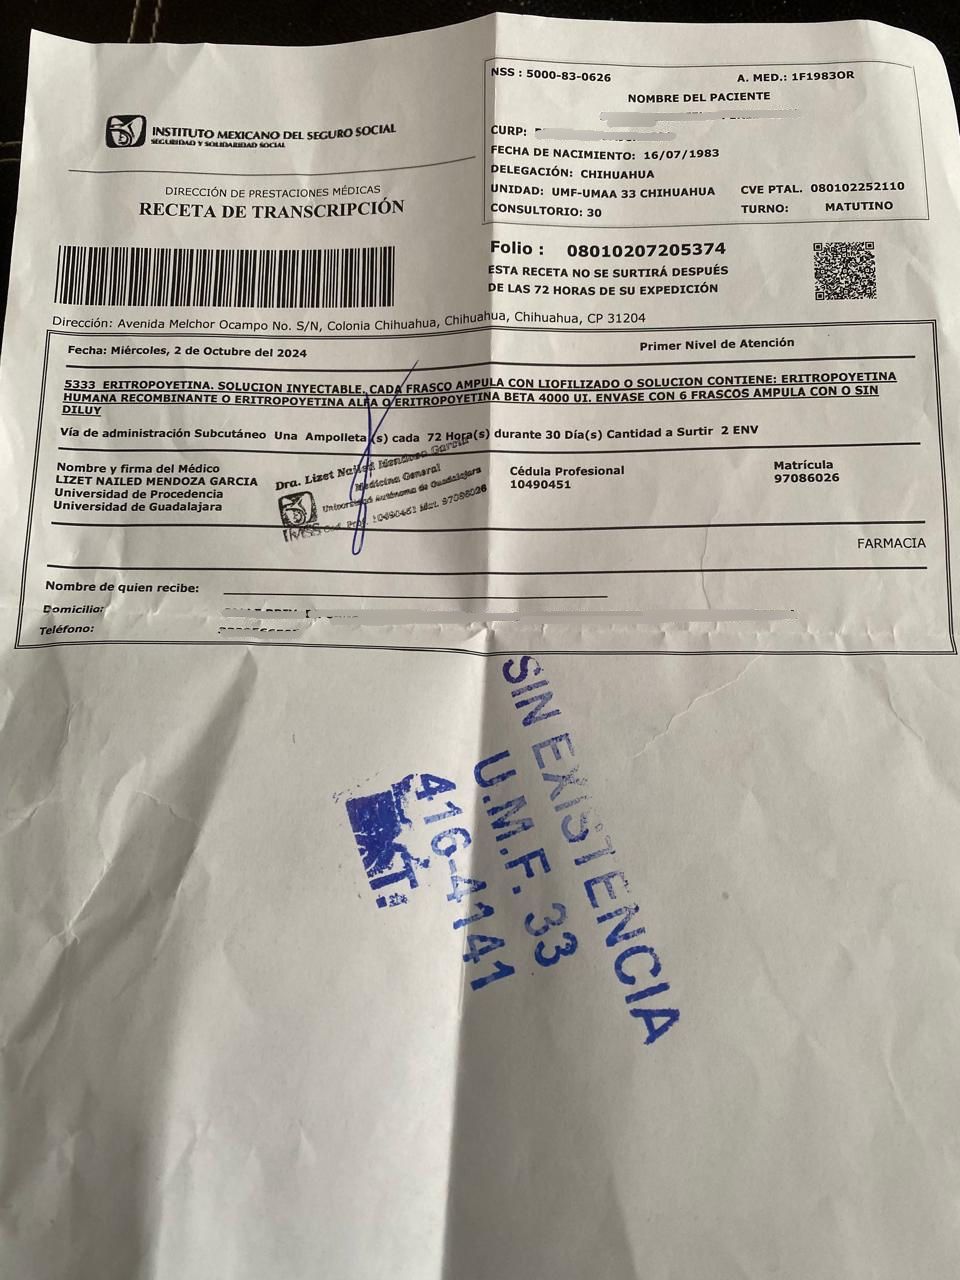 INSTITUTO MEXICANO DEL SEGURO SOCIAL
SEGURIDAD Y SOLIDARIDAD SOCIAL
DIRECCIÓN DE PRESTACIONES MÉDICAS
RECETA DE TRANSCRIPCIÓN
NSS : 5000-83-0626 A. MED.: 1F1983OR
NOMBRE DEL PACIENTE
CURP:
FECHA DE NACIMIENTO: 16/07/1983
DELEGACIÓN: CHIHUAHUA
UNIDAD: UMF-UMAA 33 CHIHUAHUA CVE PTAL. 080102252110
CONSULTORIO: 30 TURNO: MATUTINO
Folio : 08010207205374
ESTA RECETA NO SE SURTIRÁ DESPUÉS
DE LAS 72 HORAS DE SU EXPEDICIÓN
Dirección: Avenida Melchor Ocampo No. S/N, Colonia Chihuahua, Chihuahua, Chihuahua, CP 31204
Fecha: Miércoles, 2 de Octubre del 2024 Primer Nivel de Atención
5333 ERITROPOYETINA. SOLUCION INYECTABLE. CADA FRASCO AMPULA CON LIOFILIZADO O SOLUCION CONTIENE: ERITROPOYETINA
HUMANA RECOMBINANTE O ERITROPOYETINA ALFA O ERITROPOYETINA BETA 4000 UI. ENVASE CON 6 FRASCOS AMPULA CON O SIN
DILUY
Vía de administración Subcutáneo Una Ampolleta (s) cada 72 Hora(s) durante 30 Día(s) Cantidad a Surtir 2 ENV
Nombre y firma del Médico
LIZET NAILED MENDOZA GARCIA
Universidad de Procedencia
Universidad de Guadalajara
Dra. Lizet Nailed Mendoza García
Medicina General
Universidad Autónoma de Guadalajara
IMSS Ced. Prof. 10490451 Mat. 97086026
Cédula Profesional
10490451
Matrícula
97086026
FARMACIA
Nombre de quien recibe:
Domicilio:
Teléfono:
SIN EXISTENCIA
U.M.F. 33
416-4141